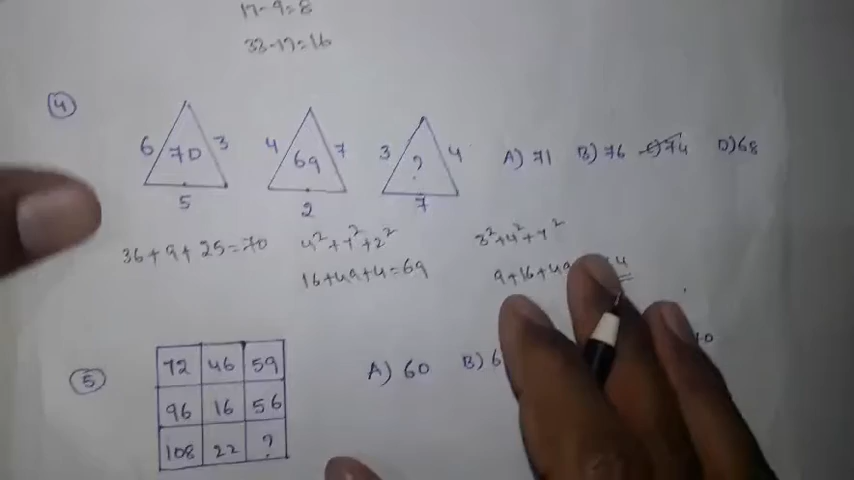 17-9=8
33-17=16
4
6 70 3 5
4 69 7 2
3 ? 4 7
A) 71 B) 76 C) 74 D) 68
36+9+25=70
4²+7²+2²
16+49+4=69
3²+4²+7²
9+16+49 4
5
72 46 59
96 16 56
108 22 ?
A) 60 B) 6